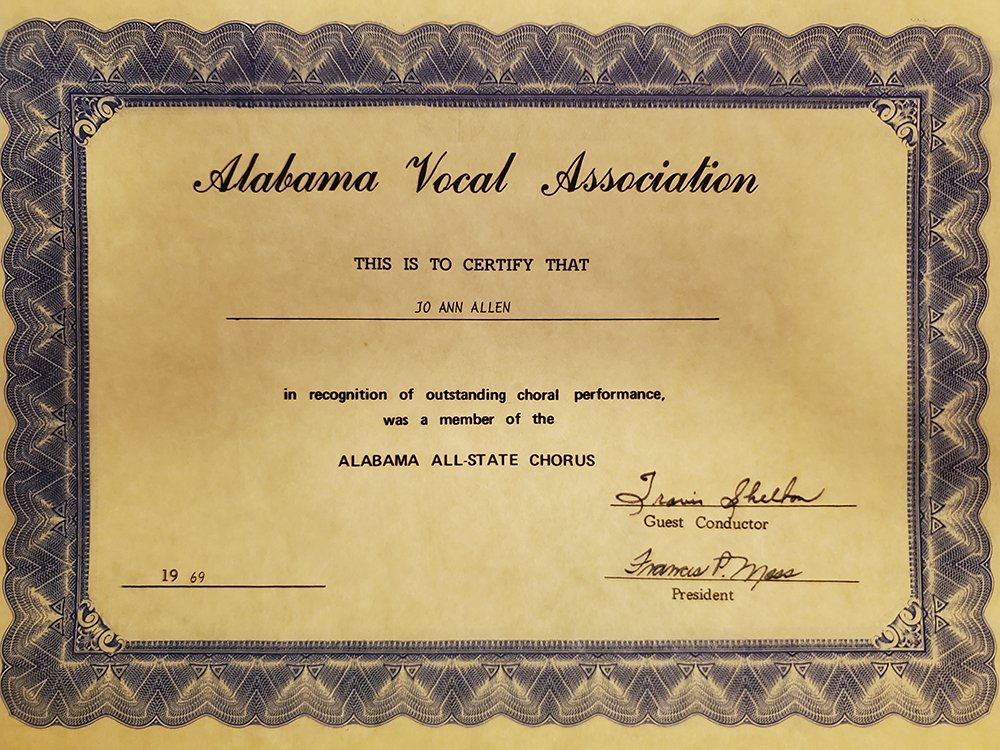 Alabama Vocal Association
THIS IS TO CERTIFY THAT
JO ANN ALLEN
in recognition of outstanding choral performance,
was a member of the
ALABAMA ALL-STATE CHORUS
Travis Shelton
Guest Conductor
Francis P. Moss
President
19 69